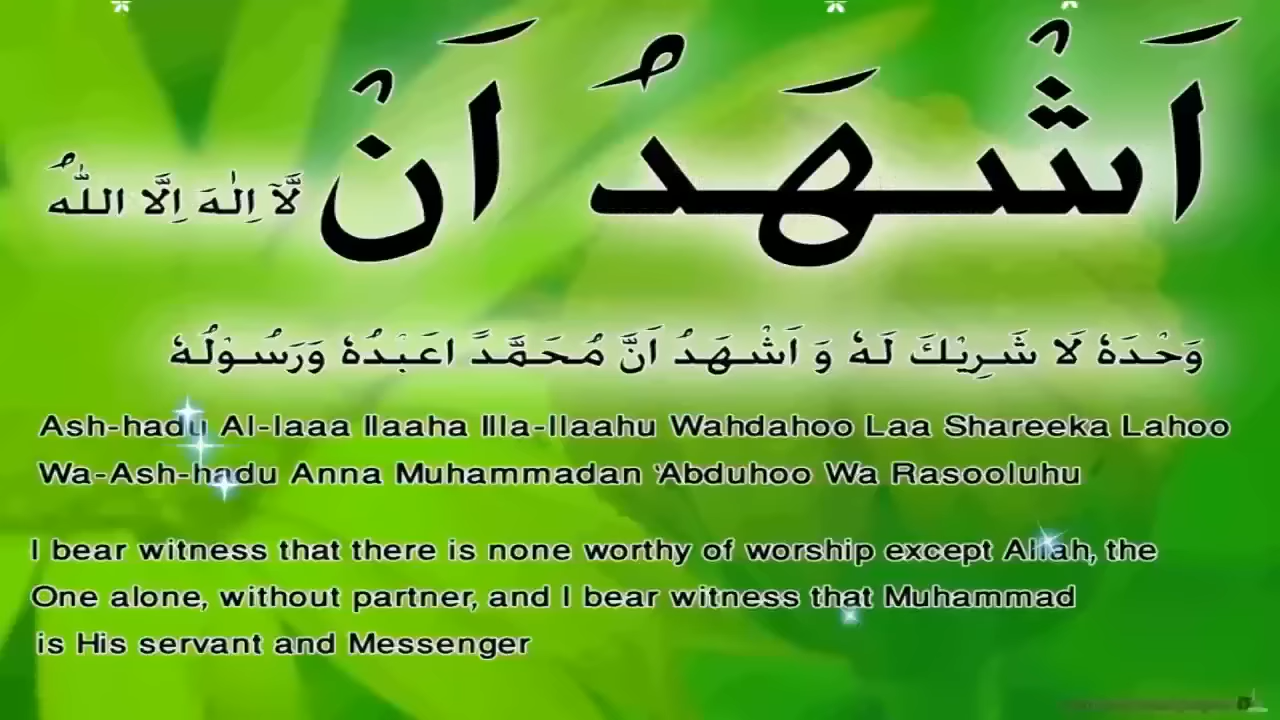 اَشْهَدُ اَنْ لَّآ اِلٰهَ اِلَّا اللّٰهُ
وَحْدَهٗ لَا شَرِيْكَ لَهٗ وَ اَشْهَدُ اَنَّ مُحَمَّدً اعَبْدُهٗ وَرَسُوْلُهٗ
Ash-hadu Al-laaa Ilaaha Illa-llaahu Wahdahoo Laa Shareeka Lahoo
Wa-Ash-hadu Anna Muhammadan 'Abduhoo Wa Rasooluhu
I bear witness that there is none worthy of worship except Allah, the
One alone, without partner, and I bear witness that Muhammad
is His servant and Messenger